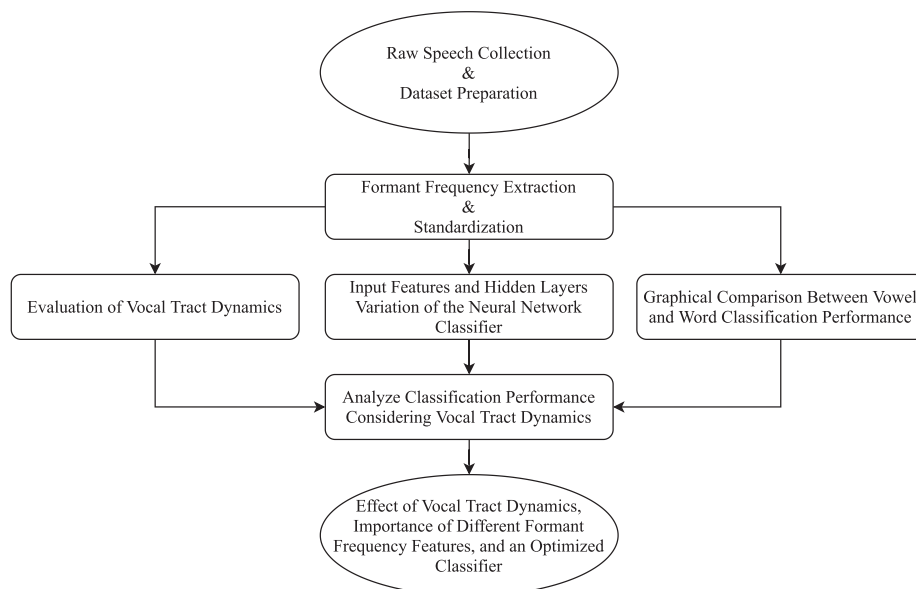 Raw Speech Collection
&
Dataset Preparation
Formant Frequency Extraction
&
Standardization
Evaluation of Vocal Tract Dynamics
Input Features and Hidden Layers
Variation of the Neural Network
Classifier
Graphical Comparison Between Vowel
and Word Classification Performance
Analyze Classification Performance
Considering Vocal Tract Dynamics
Effect of Vocal Tract Dynamics,
Importance of Different Formant
Frequency Features, and an Optimized
Classifier